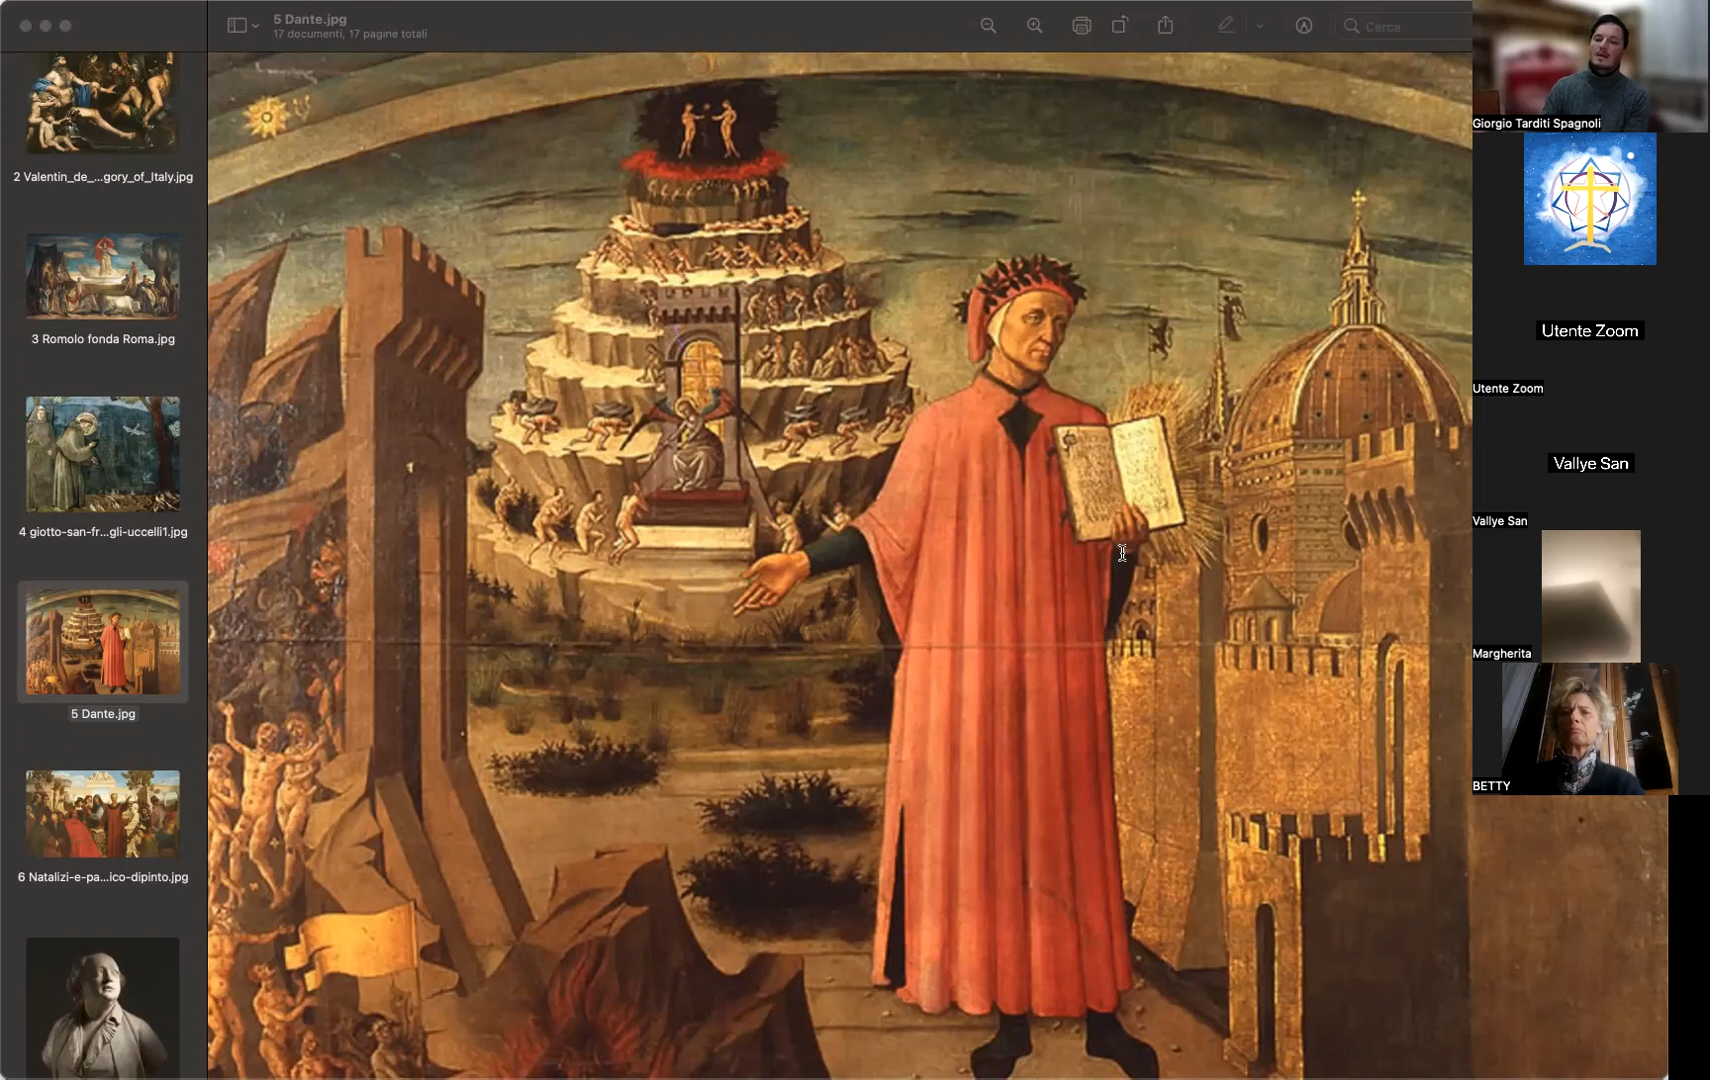 5 Dante.jpg
17 documenti, 17 pagine totali
Cerca
2 Valentin_de_...gory_of_Italy.jpg
3 Romolo fonda Roma.jpg
4 giotto-san-fr...gli-uccelli1.jpg
5 Dante.jpg
6 Natalizi-e-pa...ico-dipinto.jpg
Giorgio Tarditi Spagnoli
Utente Zoom
Utente Zoom
Vallye San
Vallye San
Margherita
BETTY